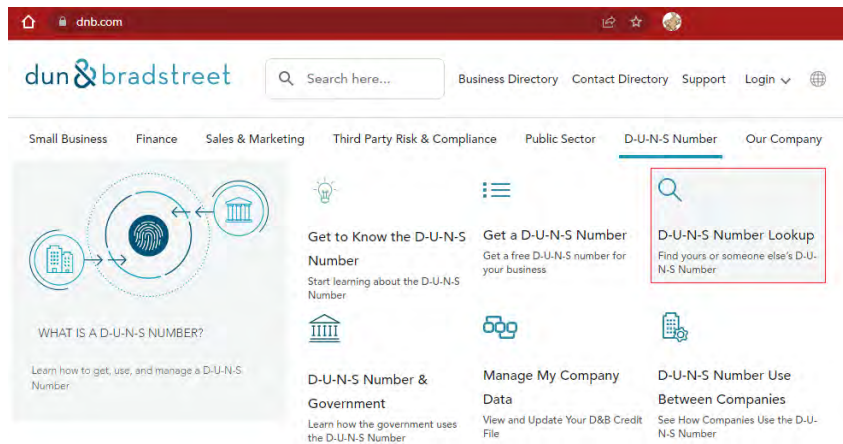 dnb.com
dun & bradstreet
Search here...
Business Directory Contact Directory Support Login
Small Business Finance Sales & Marketing Third Party Risk & Compliance Public Sector D-U-N-S Number Our Company
WHAT IS A D-U-N-S NUMBER?
Learn how to get, use, and manage a D-U-N-S
Number
Get to Know the D-U-N-S
Number
Start learning about the D-U-N-S
Number
Get a D-U-N-S Number
Get a free D-U-N-S number for
your business
D-U-N-S Number Lookup
Find yours or someone else's D-U-
N-S Number
D-U-N-S Number &
Government
Learn how the government uses
the D-U-N-S Number
Manage My Company
Data
View and Update Your D&B Credit
File
D-U-N-S Number Use
Between Companies
See How Companies Use the D-U-
N-S Number